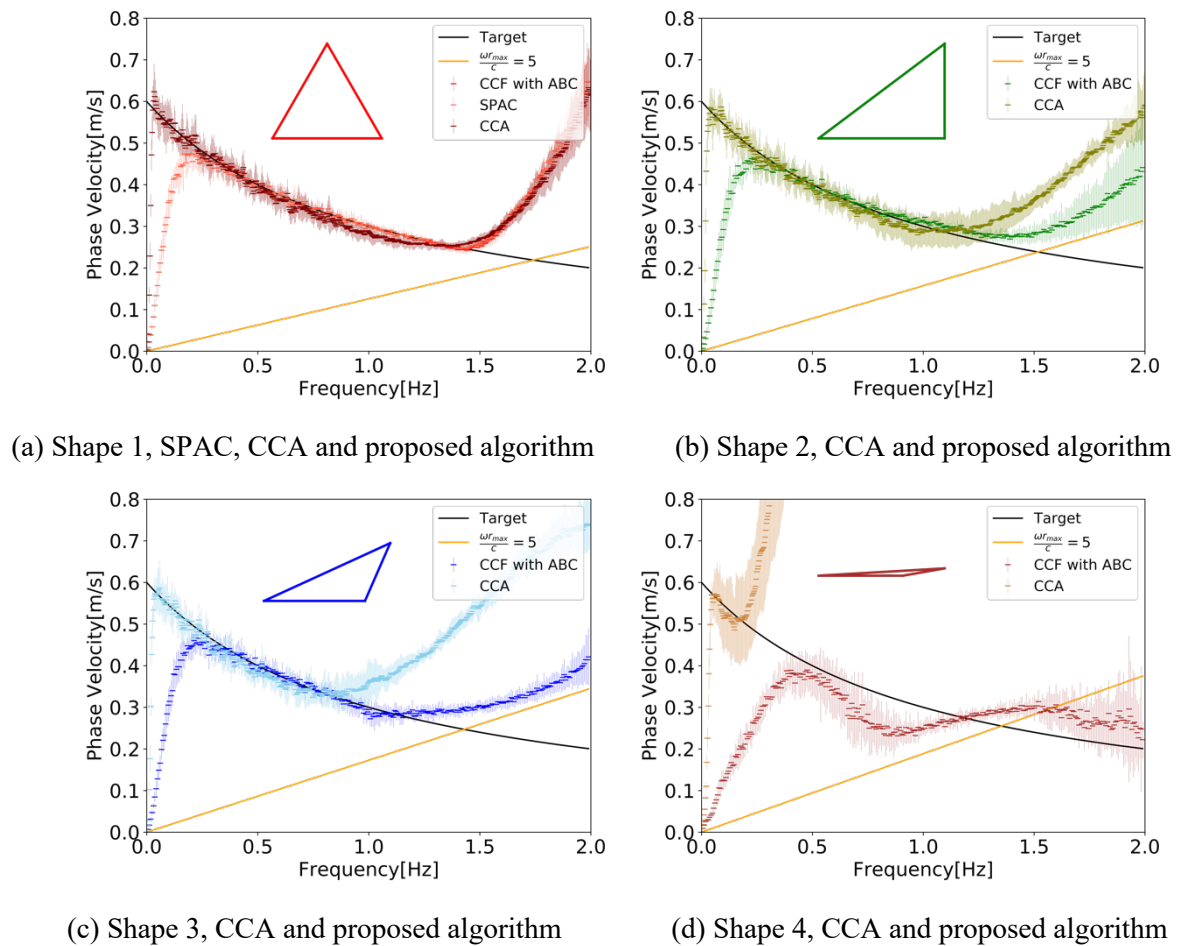 0.8
0.7
0.6
0.5
0.4
0.3
0.2
0.1
0.0
Phase Velocity[m/s]
Target
ωr_max/c = 5
CCF with ABC
SPAC
CCA
0.0 0.5 1.0 1.5 2.0
Frequency[Hz]
(a) Shape 1, SPAC, CCA and proposed algorithm
0.8
0.7
0.6
0.5
0.4
0.3
0.2
0.1
0.0
Phase Velocity[m/s]
Target
ωr_max/c = 5
CCF with ABC
CCA
0.0 0.5 1.0 1.5 2.0
Frequency[Hz]
(b) Shape 2, CCA and proposed algorithm
0.8
0.7
0.6
0.5
0.4
0.3
0.2
0.1
0.0
Phase Velocity[m/s]
Target
ωr_max/c = 5
CCF with ABC
CCA
0.0 0.5 1.0 1.5 2.0
Frequency[Hz]
(c) Shape 3, CCA and proposed algorithm
0.8
0.7
0.6
0.5
0.4
0.3
0.2
0.1
0.0
Phase Velocity[m/s]
Target
ωr_max/c = 5
CCF with ABC
CCA
0.0 0.5 1.0 1.5 2.0
Frequency[Hz]
(d) Shape 4, CCA and proposed algorithm